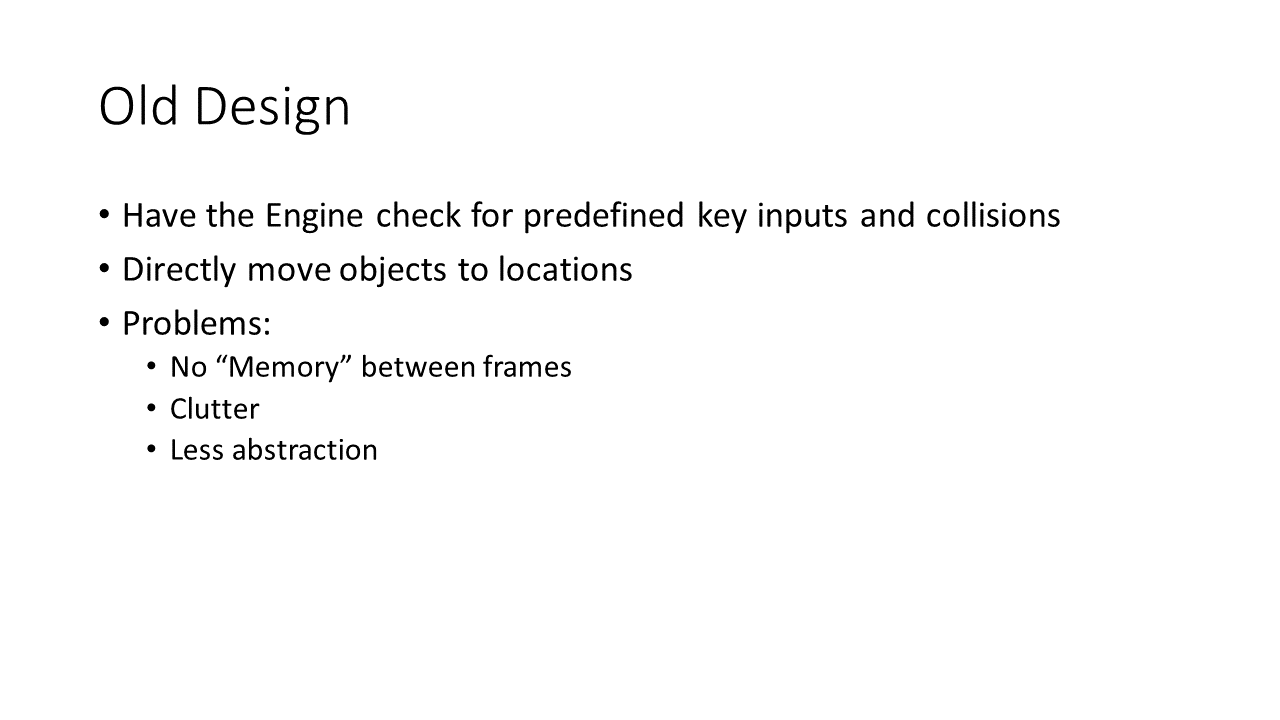 Old Design
• Have the Engine check for predefined key inputs and collisions
• Directly move objects to locations
• Problems:
• No “Memory” between frames
• Clutter
• Less abstraction